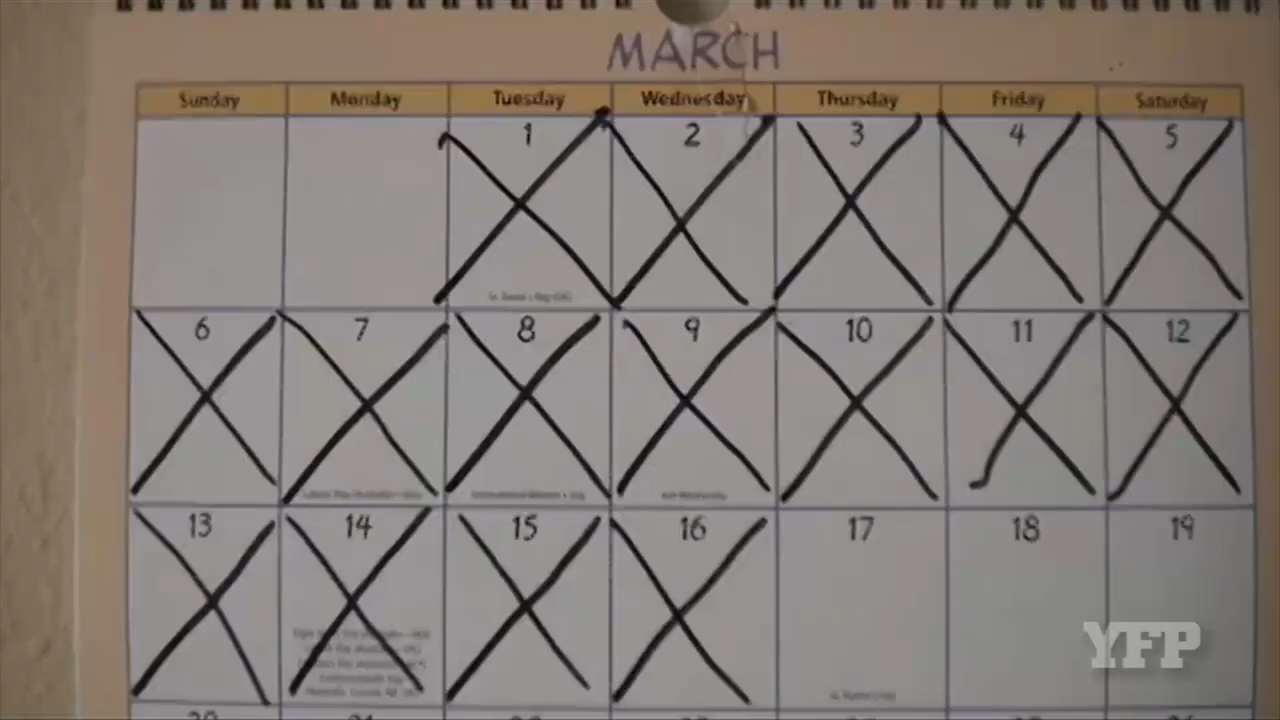 MARCH
Sunday Monday Tuesday Wednesday Thursday Friday Saturday
1 2 3 4 5
6 7 8 9 10 11 12
13 14 15 16 17 18 19
YFP